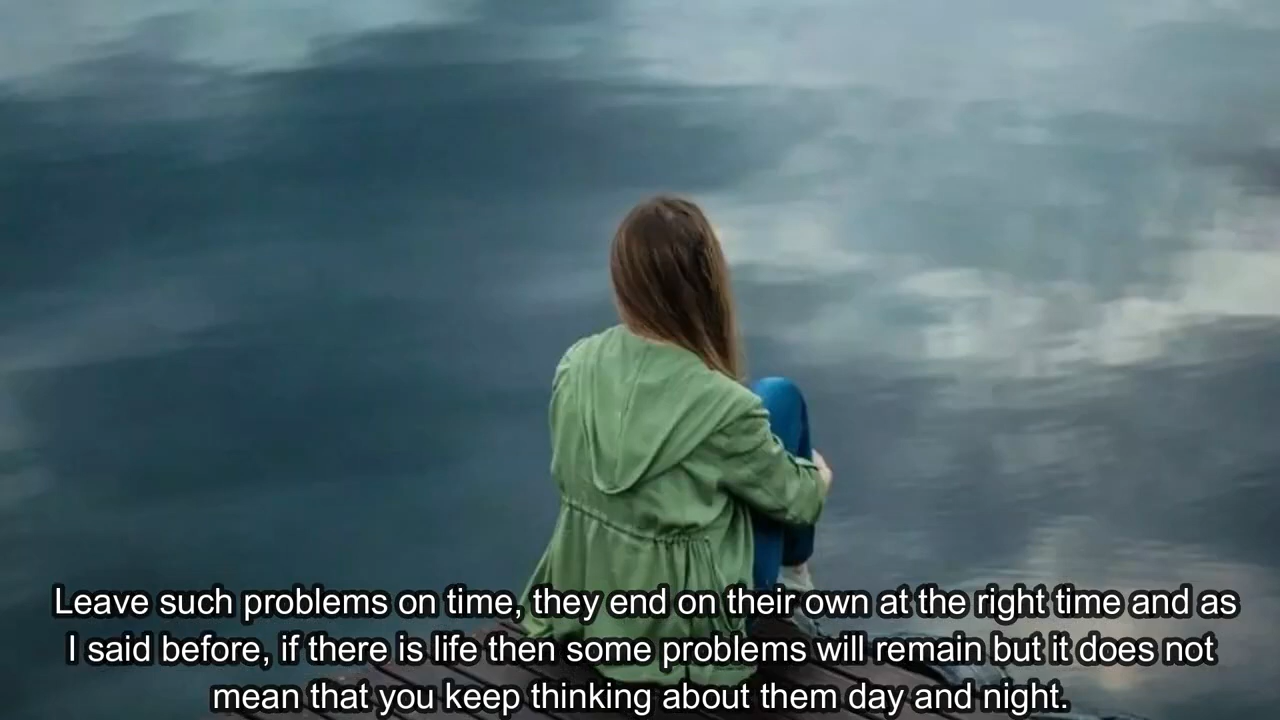 Leave such problems on time, they end on their own at the right time and as
I said before, if there is life then some problems will remain but it does not
mean that you keep thinking about them day and night.